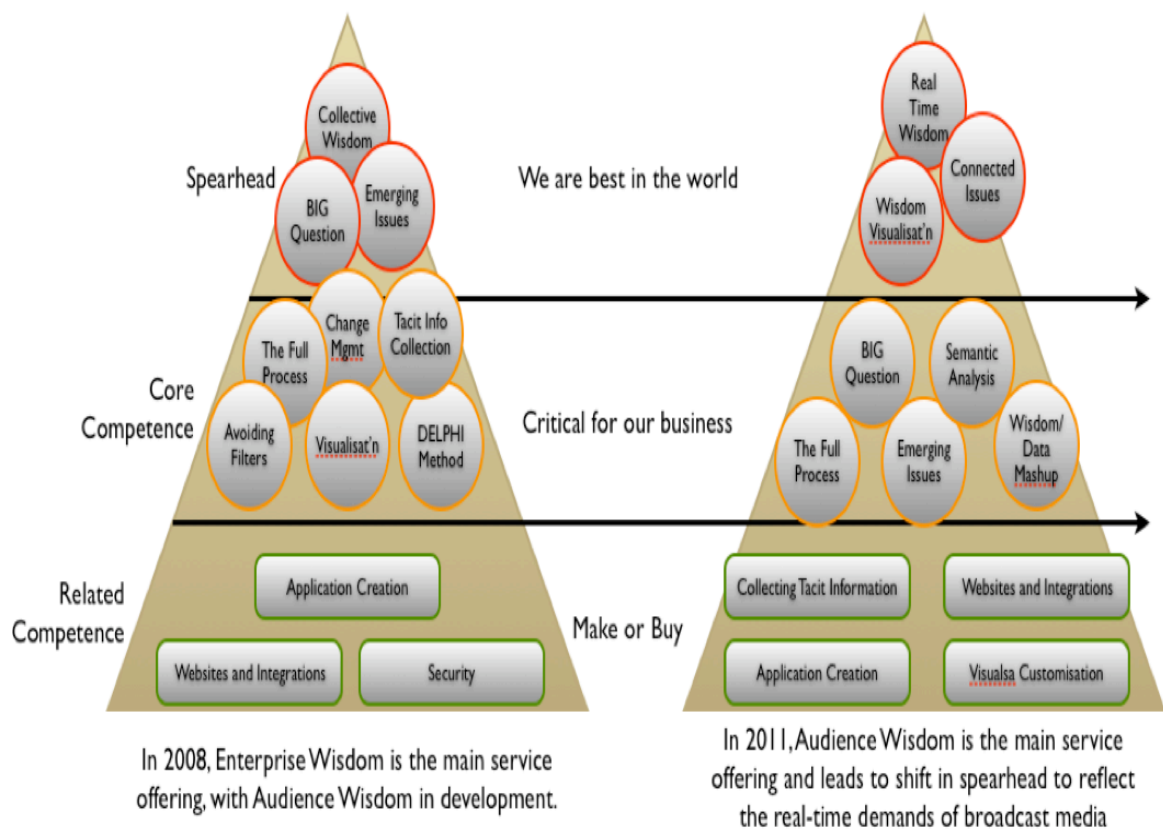 Collective
Wisdom
BIG
Question
Emerging
Issues
Spearhead
We are best in the world
Real
Time
Wisdom
Connected
Issues
Wisdom
Visualisat'n
The Full
Process
Change
Mgmt
Tacit Info
Collection
Avoiding
Filters
Visualisat'n
DELPHI
Method
Core
Competence
Critical for our business
BIG
Question
Semantic
Analysis
The Full
Process
Emerging
Issues
Wisdom/
Data
Mashup
Related
Competence
Application Creation
Websites and Integrations
Security
Make or Buy
Collecting Tacit Information
Websites and Integrations
Application Creation
Visualsa Customisation
In 2008, Enterprise Wisdom is the main service
offering, with Audience Wisdom in development.
In 2011, Audience Wisdom is the main service
offering and leads to shift in spearhead to reflect
the real-time demands of broadcast media